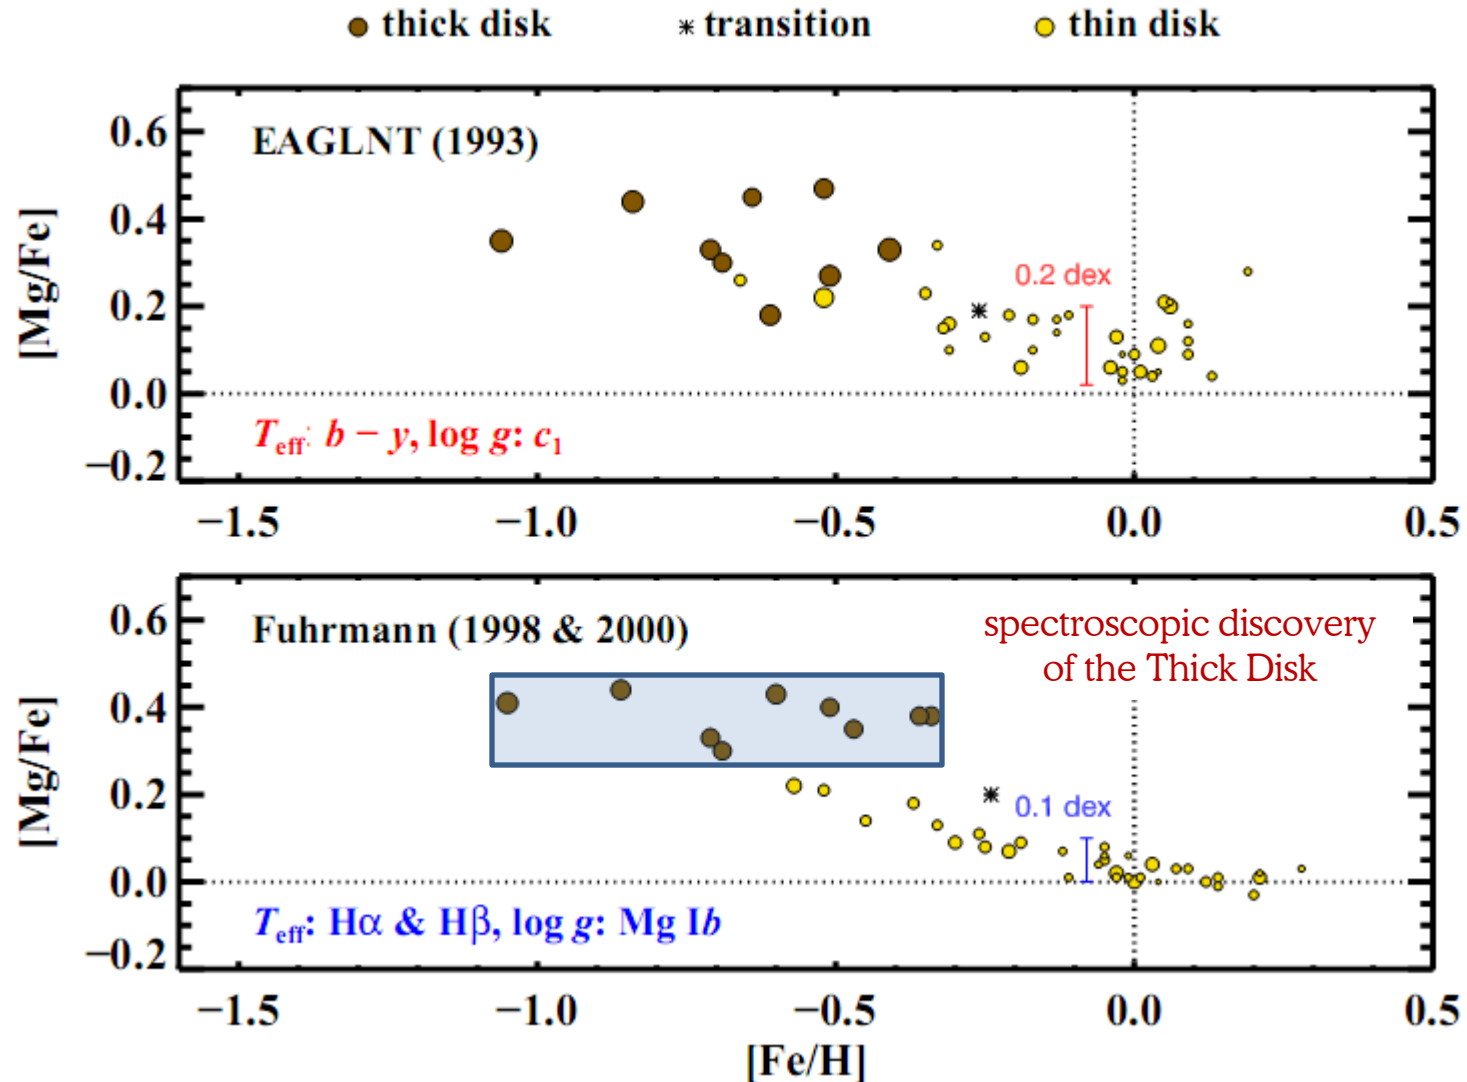 thick disk
transition
thin disk
[Mg/Fe]
0.6
0.4
0.2
0.0
−0.2
EAGLNT (1993)
0.2 dex
Teff: b − y, log g: c1
−1.5 −1.0 −0.5 0.0 0.5
[Mg/Fe]
0.6
0.4
0.2
0.0
−0.2
Fuhrmann (1998 & 2000)
spectroscopic discovery
of the Thick Disk
0.1 dex
Teff: Hα & Hβ, log g: Mg Ib
−1.5 −1.0 −0.5 0.0 0.5
[Fe/H]